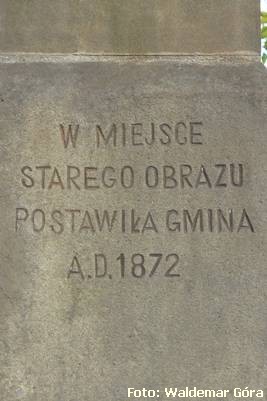 W MIEJSCE
STAREGO OBRAZU
POSTAWIŁA GMINA
A.D. 1872
Foto: Waldemar Góra